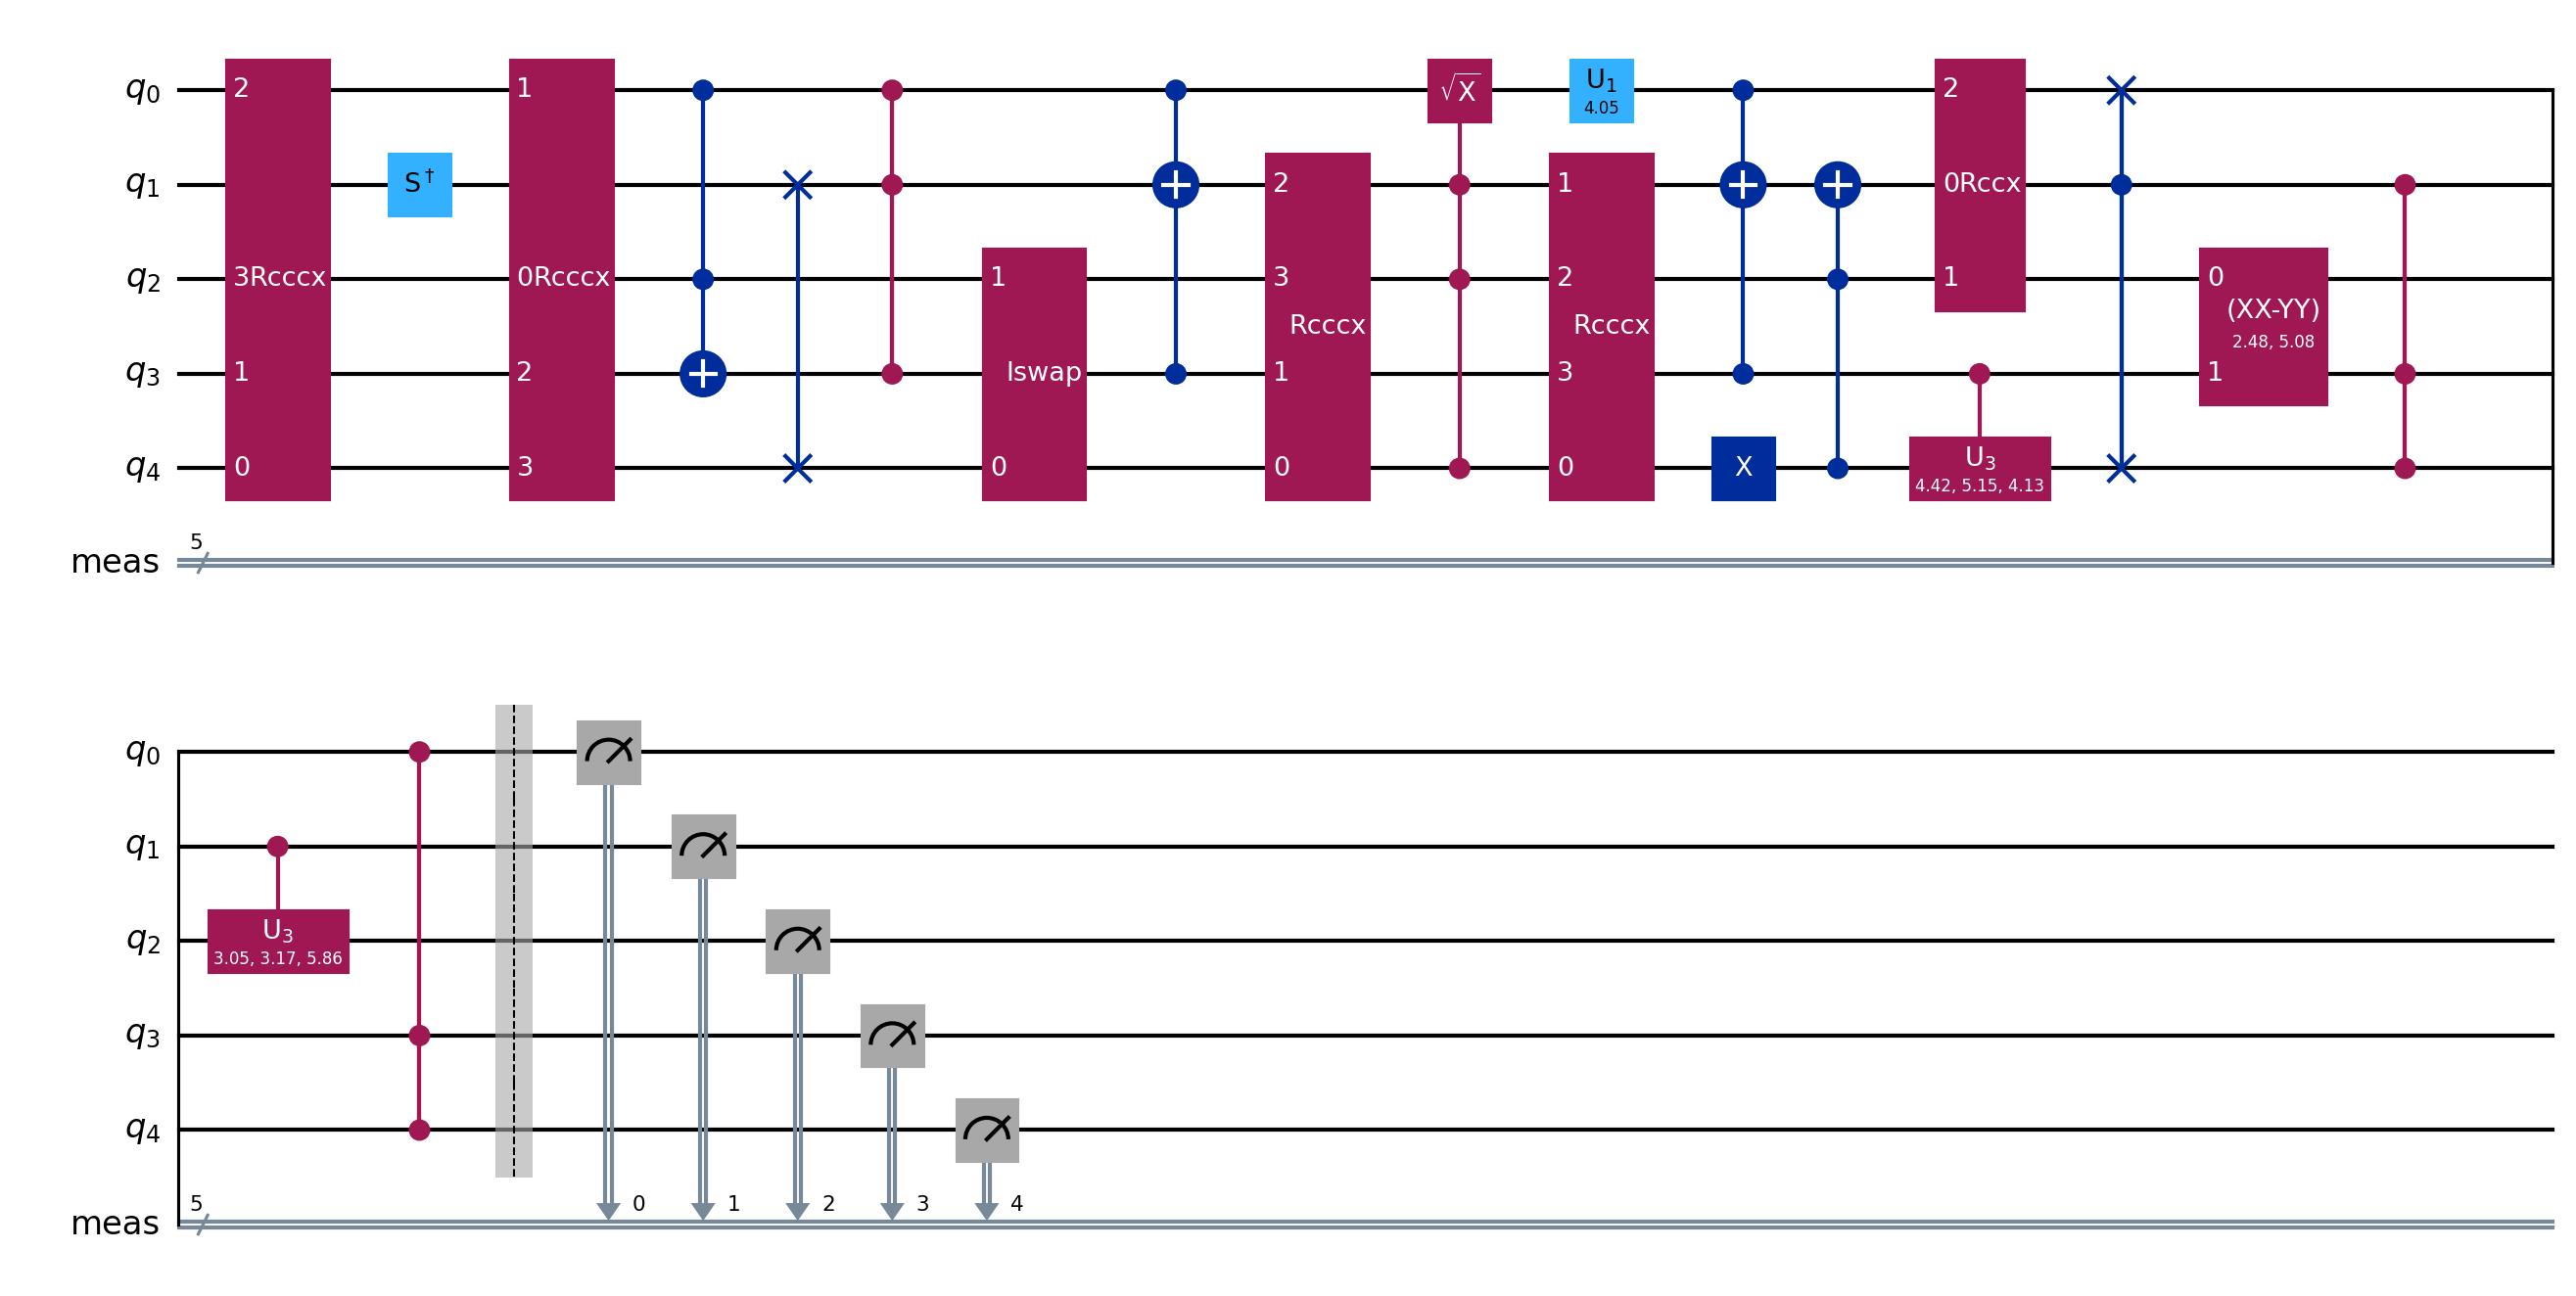 q0 2 1 √X U1 4.05 2
q1 S† 2 1 0Rccx
q2 3Rcccx 0Rcccx 1 3 2 1 0
Rcccx Rcccx (XX-YY) 2.48, 5.08
q3 1 2 Iswap 1 3 1
q4 0 3 0 0 0 X U3 4.42, 5.15, 4.13
meas 5
q0
q1
q2 U3 3.05, 3.17, 5.86
q3
q4
meas 5 0 1 2 3 4